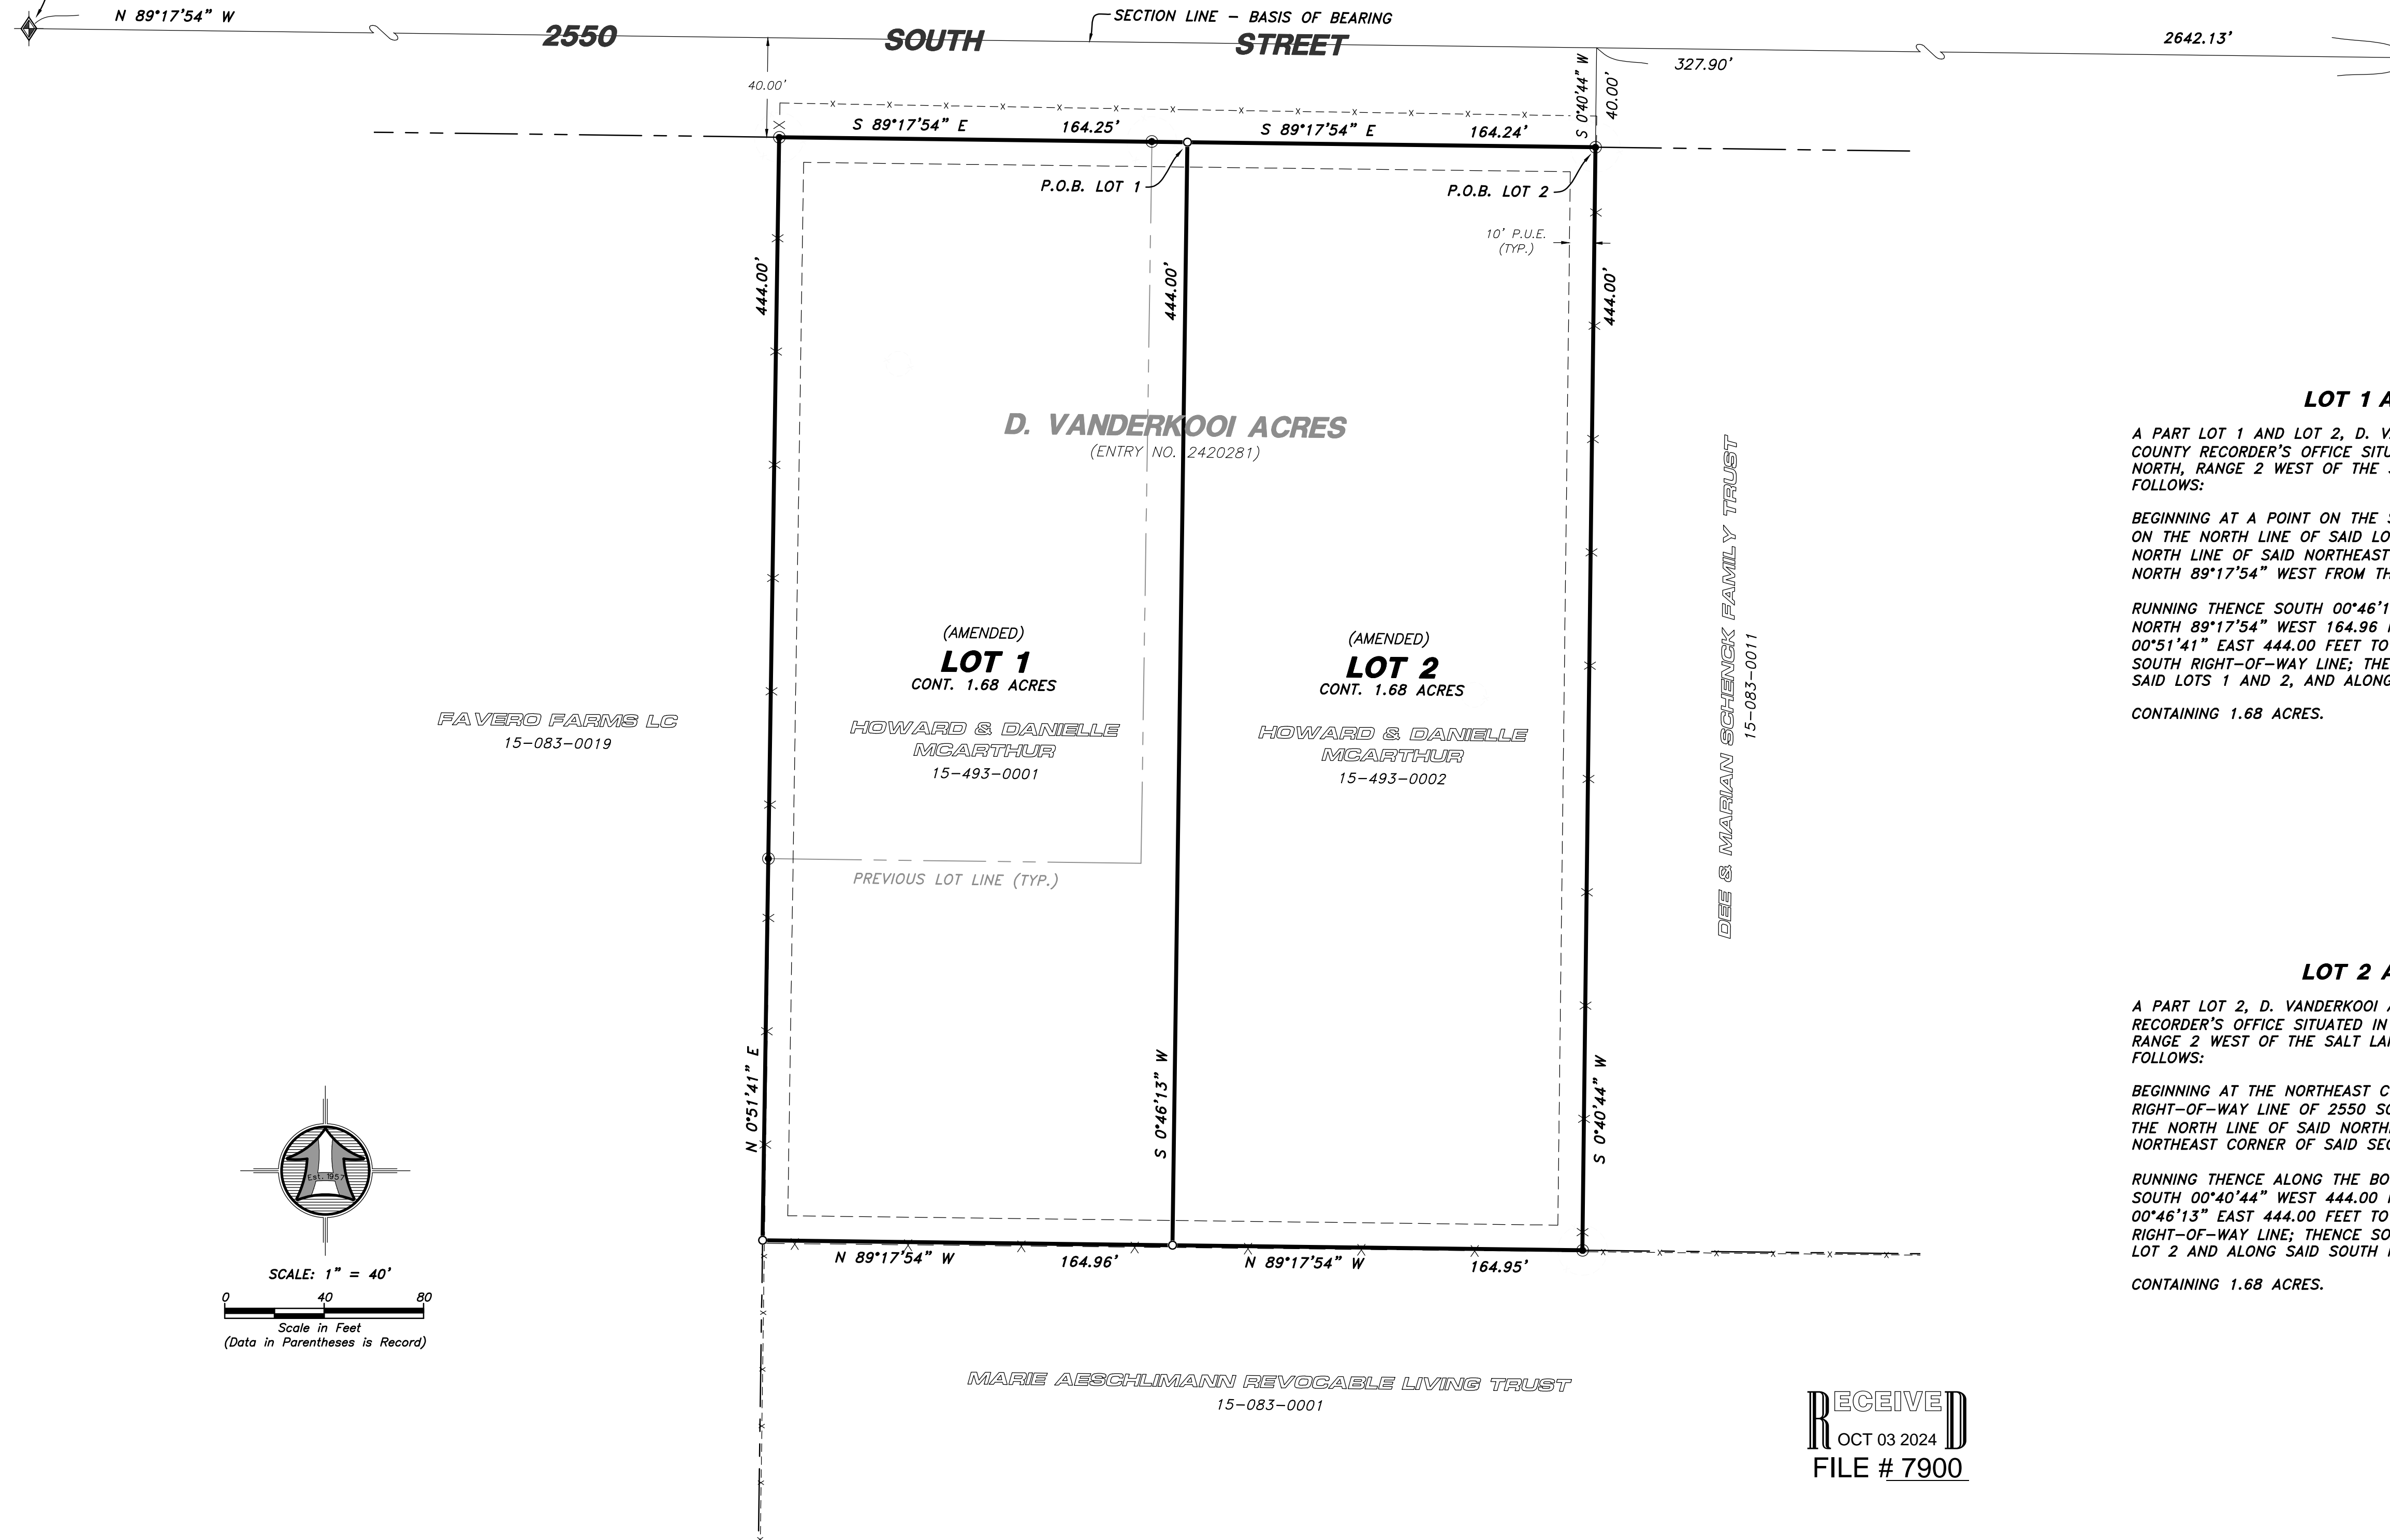 N 89°17'54" W
2550 SOUTH STREET
SECTION LINE – BASIS OF BEARING
2642.13'
327.90'
40.00'
S 0°40'44" W
40.00'
S 89°17'54" E 164.25'
S 89°17'54" E 164.24'
P.O.B. LOT 1
P.O.B. LOT 2
10' P.U.E.
(TYP.)
444.00'
444.00'
444.00'
D. VANDERKOOI ACRES
(ENTRY NO. 2420281)
(AMENDED)
LOT 1
CONT. 1.68 ACRES
HOWARD & DANIELLE
MCARTHUR
15-493-0001
(AMENDED)
LOT 2
CONT. 1.68 ACRES
HOWARD & DANIELLE
MCARTHUR
15-493-0002
FAVERO FARMS LC
15-083-0019
DEE & MARIAN SCHENCK FAMILY TRUST
15-083-0011
PREVIOUS LOT LINE (TYP.)
N 0°51'41" E
S 0°46'13" W
S 0°40'44" W
N 89°17'54" W 164.96'
N 89°17'54" W 164.95'
MARIE AESCHLIMANN REVOCABLE LIVING TRUST
15-083-0001
Est. 1957
SCALE: 1" = 40'
0 40 80
Scale in Feet
(Data in Parentheses is Record)
LOT 1 A
A PART LOT 1 AND LOT 2, D. V
COUNTY RECORDER'S OFFICE SITU
NORTH, RANGE 2 WEST OF THE S
FOLLOWS:
BEGINNING AT A POINT ON THE S
ON THE NORTH LINE OF SAID LO
NORTH LINE OF SAID NORTHEAST
NORTH 89°17'54" WEST FROM TH
RUNNING THENCE SOUTH 00°46'1
NORTH 89°17'54" WEST 164.96
00°51'41" EAST 444.00 FEET TO
SOUTH RIGHT-OF-WAY LINE; THE
SAID LOTS 1 AND 2, AND ALONG
CONTAINING 1.68 ACRES.
LOT 2 A
A PART LOT 2, D. VANDERKOOI
RECORDER'S OFFICE SITUATED IN
RANGE 2 WEST OF THE SALT LA
FOLLOWS:
BEGINNING AT THE NORTHEAST C
RIGHT-OF-WAY LINE OF 2550 SO
THE NORTH LINE OF SAID NORTH
NORTHEAST CORNER OF SAID SEC
RUNNING THENCE ALONG THE BO
SOUTH 00°40'44" WEST 444.00
00°46'13" EAST 444.00 FEET TO
RIGHT-OF-WAY LINE; THENCE SO
LOT 2 AND ALONG SAID SOUTH
CONTAINING 1.68 ACRES.
RECEIVED
OCT 03 2024
FILE # 7900